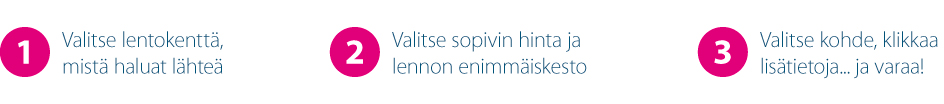 1
Valitse lentokenttä,
mistä haluat lähteä
2
Valitse sopivin hinta ja
lennon enimmäiskesto
3
Valitse kohde, klikkaa
lisätietoja... ja varaa!